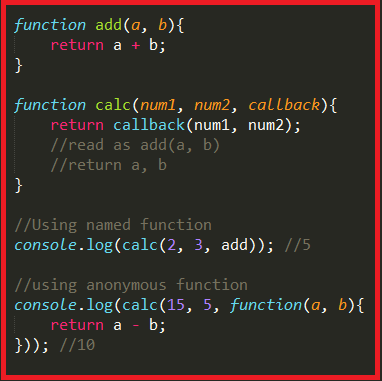 function add(a, b){
    return a + b;
}

function calc(num1, num2, callback){
    return callback(num1, num2);
    //read as add(a, b)
    //return a, b
}

//Using named function
console.log(calc(2, 3, add)); //5

//using anonymous function
console.log(calc(15, 5, function(a, b){
    return a - b;
})); //10